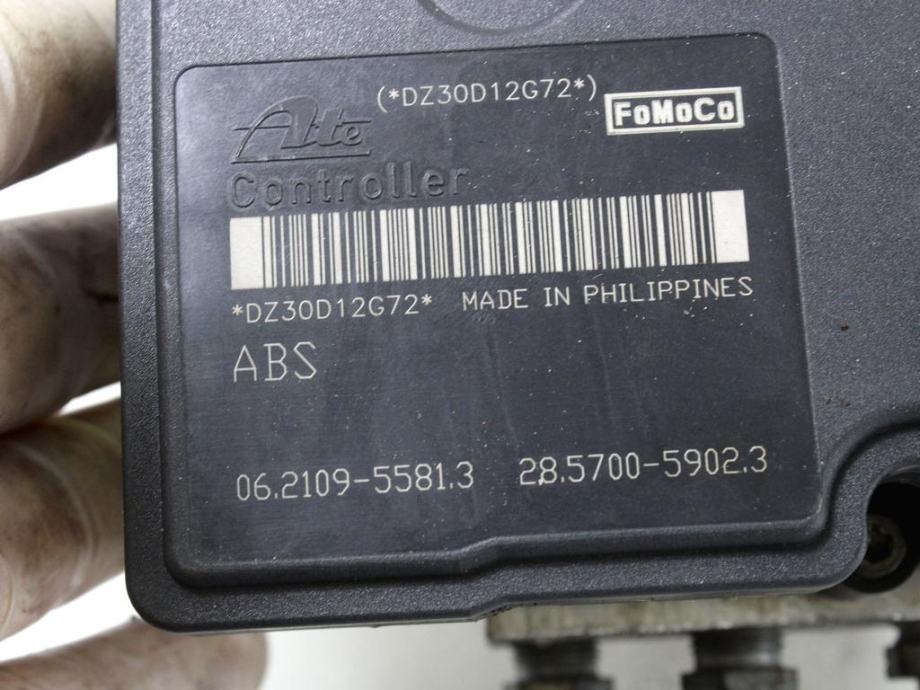 (*DZ30D12G72*)
FoMoCo
Ate
Controller
*DZ30D12G72* MADE IN PHILIPPINES
ABS
06.2109-5581.3 28.5700-5902.3